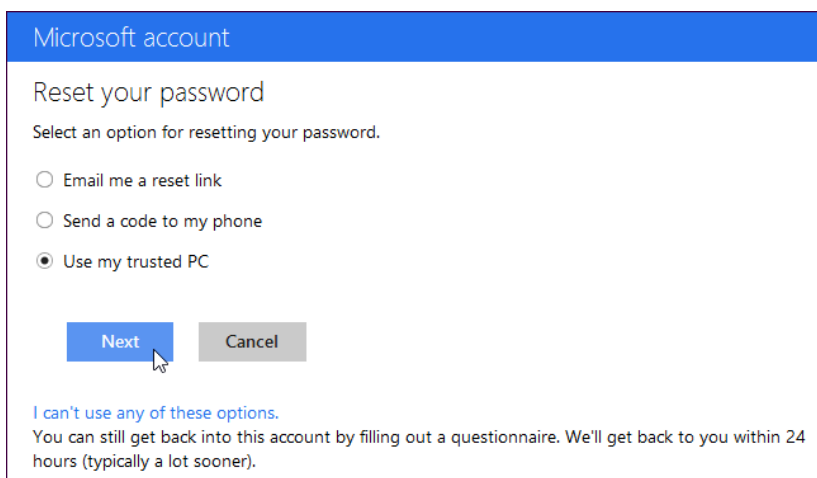 Microsoft account
Reset your password
Select an option for resetting your password.
Email me a reset link
Send a code to my phone
Use my trusted PC
Next Cancel
I can't use any of these options.
You can still get back into this account by filling out a questionnaire. We'll get back to you within 24
hours (typically a lot sooner).